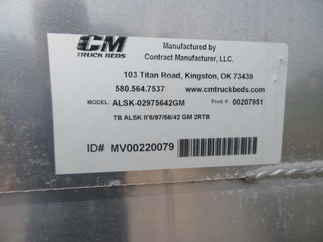 CM
TRUCK BEDS
Manufactured by
Contract Manufacturer, LLC.
103 Titan Road, Kingston, OK 73439
580.564.7537 www.cmtruckbeds.com
MODEL: ALSK-02975642GM Prod #: 00207951
TB ALSK II'6/97/56/42 GM 2RTB
ID# MV00220079